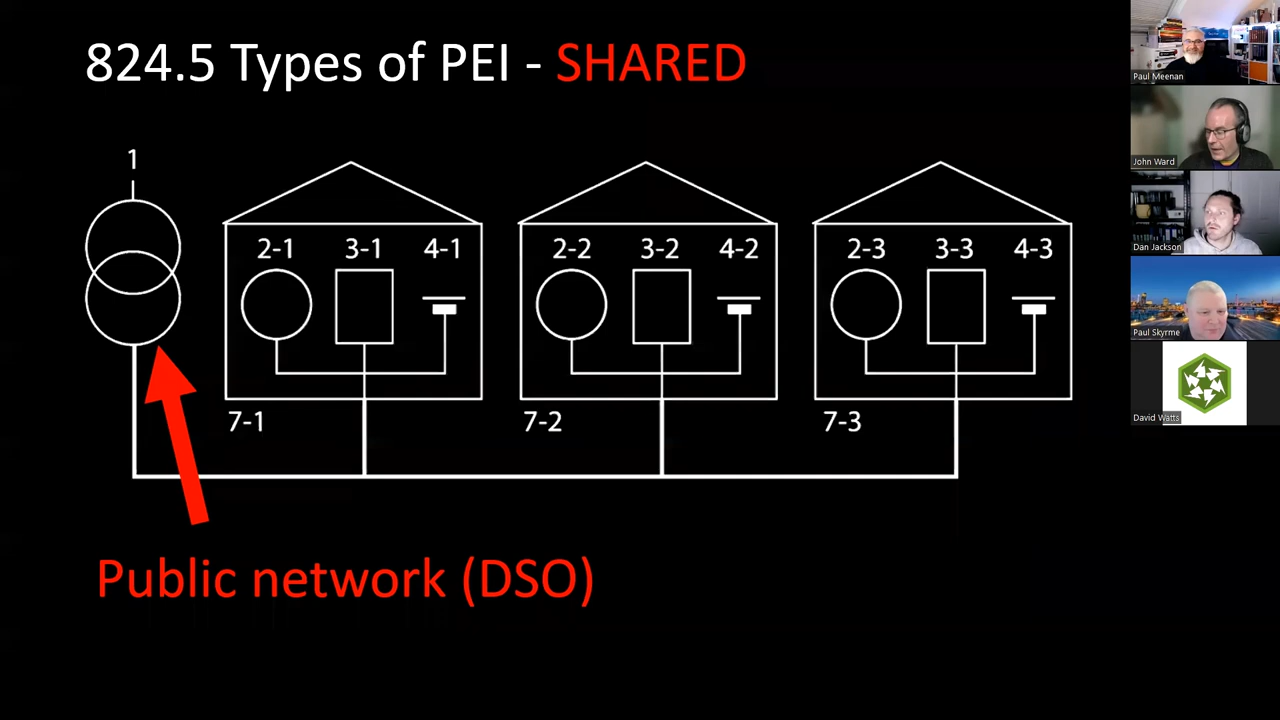 824.5 Types of PEI - SHARED
1
2-1 3-1 4-1
2-2 3-2 4-2
2-3 3-3 4-3
7-1
7-2
7-3
Public network (DSO)
Paul Meenan
John Ward
Dan Jackson
Paul Skyrme
David Watts